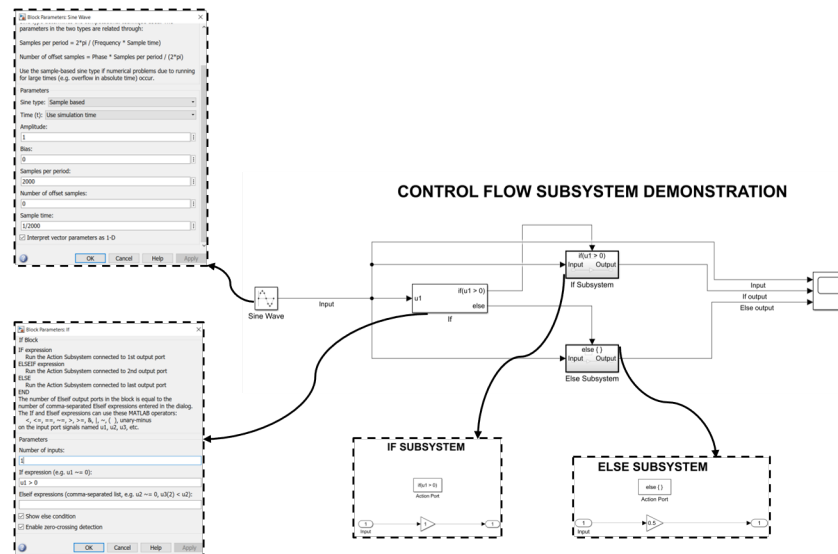 Block Parameters: Sine Wave
parameters in the two types are related through:
Samples per period = 2*pi / (Frequency * Sample time)
Number of offset samples = Phase * Samples per period / (2*pi)
Use the sample-based sine type if numerical problems due to running
for large times (e.g. overflow in absolute time) occur.
Parameters
Sine type: Sample based
Time (t): Use simulation time
Amplitude:
1
Bias:
0
Samples per period:
2000
Number of offset samples:
0
Sample time:
1/2000
Interpret vector parameters as 1-D
OK Cancel Help Apply
CONTROL FLOW SUBSYSTEM DEMONSTRATION
Sine Wave
Input
u1
if(u1 > 0)
else
If
if(u1 > 0)
Input Output
If Subsystem
else { }
Input Output
Else Subsystem
Input
If output
Else output
Block Parameters: If
If Block
IF expression
Run the Action Subsystem connected to 1st output port
ELSEIF expression
Run the Action Subsystem connected to 2nd output port
ELSE
Run the Action Subsystem connected to last output port
END
The number of Elseif output ports in the block is equal to the
number of comma-separated Elseif expressions entered in the dialog.
The If and Elseif expressions can use these MATLAB operators:
<, <=, ==, ~=, >, >=, &, |, ~, ( ), unary-minus
on the input port signals named u1, u2, u3, etc.
Parameters
Number of inputs:
1
If expression (e.g. u1 ~= 0):
u1 > 0
Elseif expressions (comma-separated list, e.g. u2 ~= 0, u3(2) < u2):
Show else condition
Enable zero-crossing detection
OK Cancel Help Apply
IF SUBSYSTEM
if(u1 > 0)
Action Port
1
Input
1
1
ELSE SUBSYSTEM
else { }
Action Port
1
Input
0.5
1